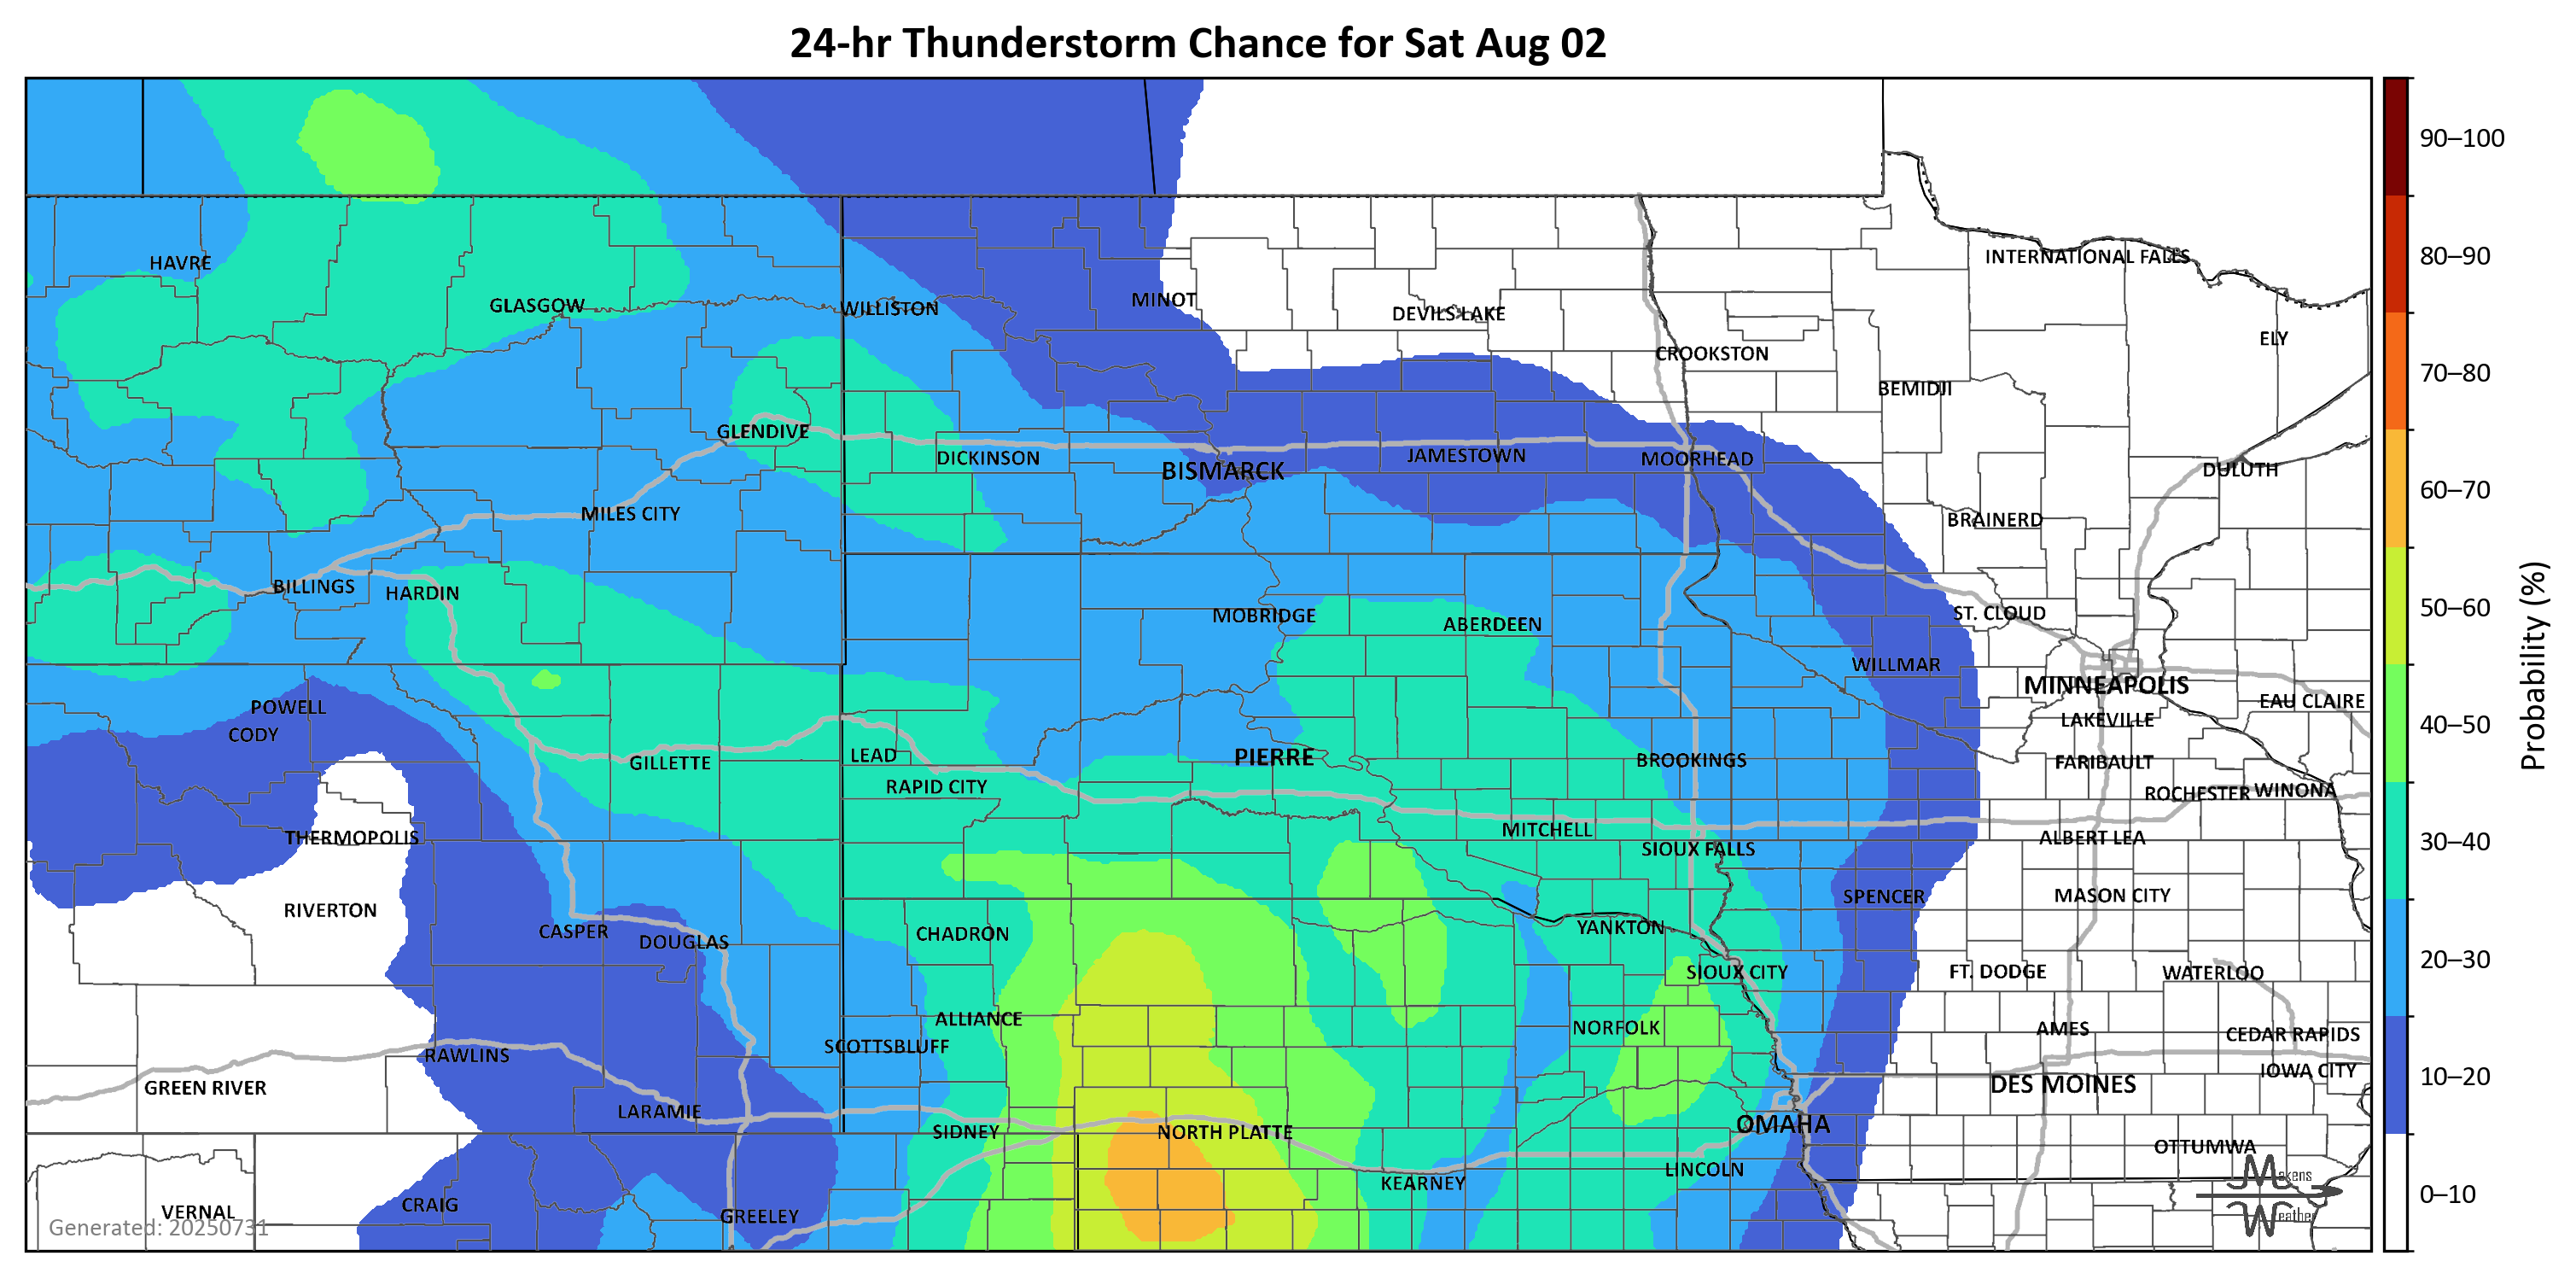 24-hr Thunderstorm Chance for Sat Aug 02
90–100
INTERNATIONAL FALLS
80–90
HAVRE
MINOT
GLASGOW
WILLISTON
DEVILS LAKE
ELY
CROOKSTON
70–80
BEMIDJI
GLENDIVE
DICKINSON
JAMESTOWN
MOORHEAD
BISMARCK
DULUTH
60–70
MILES CITY
BRAINERD
BILLINGS
HARDIN
50–60
MOBRIDGE
ABERDEEN
ST. CLOUD
WILLMAR
Probability (%)
MINNEAPOLIS
POWELL
EAU CLAIRE
LAKEVILLE
40–50
CODY
LEAD
PIERRE
GILLETTE
BROOKINGS
FARIBAULT
RAPID CITY
ROCHESTER
WINONA
THERMOPOLIS
MITCHELL
ALBERT LEA
30–40
SIOUX FALLS
SPENCER
MASON CITY
RIVERTON
CASPER
DOUGLAS
CHADRON
YANKTON
20–30
SIOUX CITY
FT. DODGE
WATERLOO
ALLIANCE
NORFOLK
AMES
CEDAR RAPIDS
SCOTTSBLUFF
RAWLINS
IOWA CITY
10–20
GREEN RIVER
DES MOINES
LARAMIE
OMAHA
SIDNEY
NORTH PLATTE
OTTUMWA
LINCOLN
KEARNEY
Makens
Weather
0–10
CRAIG
VERNAL
GREELEY
Generated: 20250731